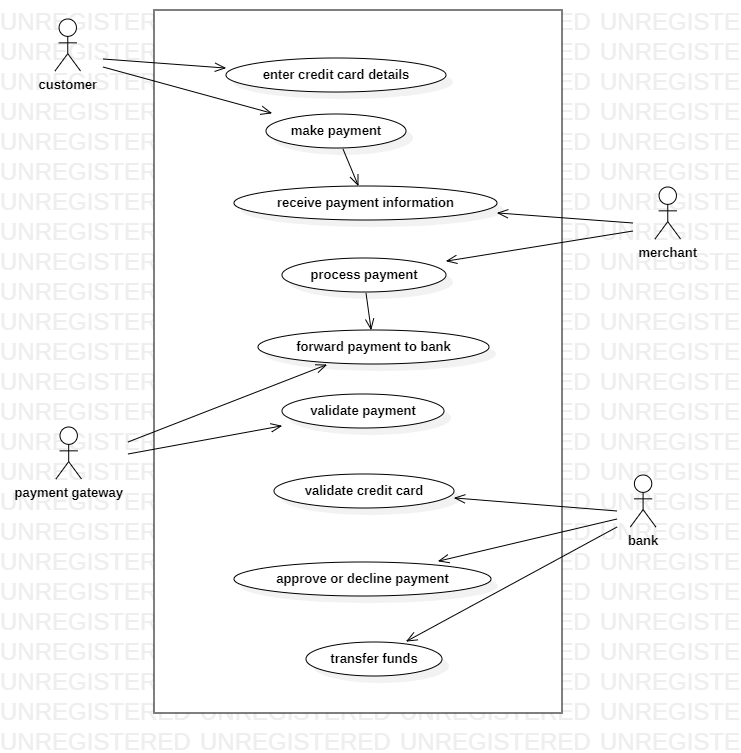 customer
enter credit card details
make payment
receive payment information
merchant
process payment
forward payment to bank
validate payment
payment gateway
validate credit card
bank
approve or decline payment
transfer funds
UNREGISTERED UNREGISTERED UNREGISTERED UNREGISTE